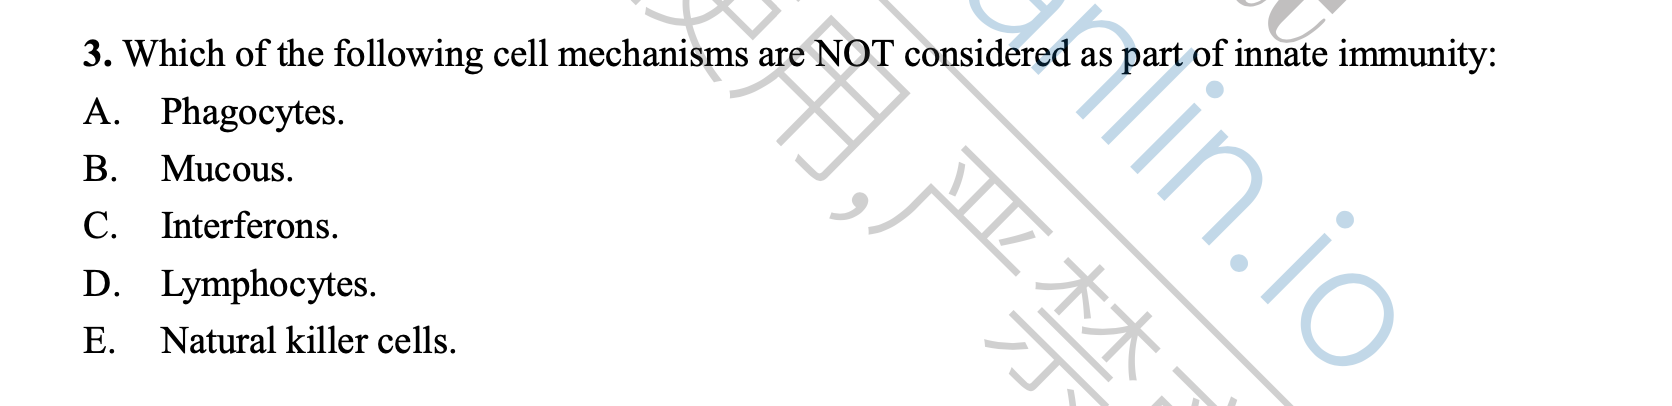 3. Which of the following cell mechanisms are NOT considered as part of innate immunity:
A. Phagocytes.
B. Mucous.
C. Interferons.
D. Lymphocytes.
E. Natural killer cells.
使用,严禁
anlin.io